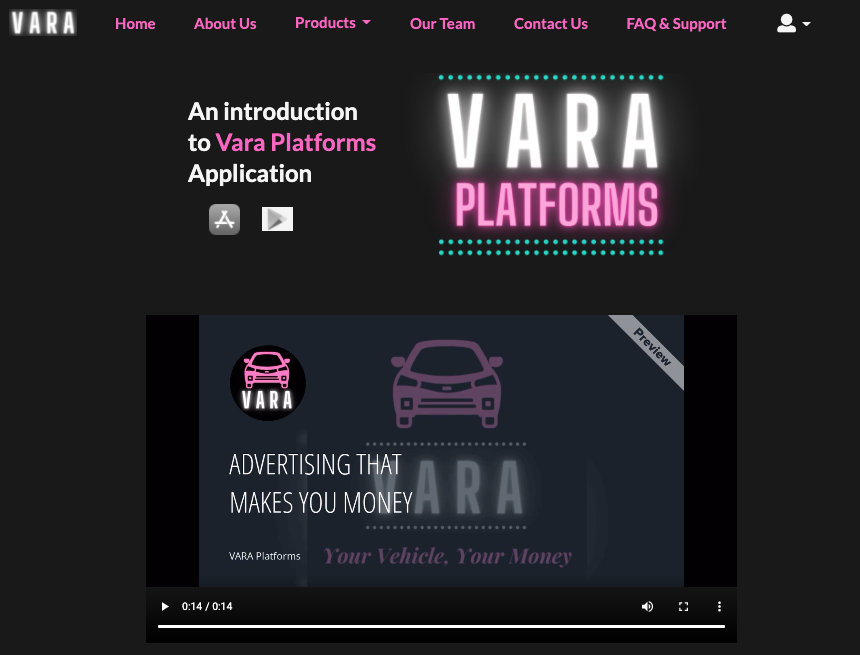 VARA
Home
About Us
Products
Our Team
Contact Us
FAQ & Support
An introduction
to Vara Platforms
Application
VARA
PLATFORMS
Preview
VARA
ADVERTISING THAT
MAKES YOU MONEY
VARA
VARA Platforms
Your Vehicle, Your Money
0:14 / 0:14